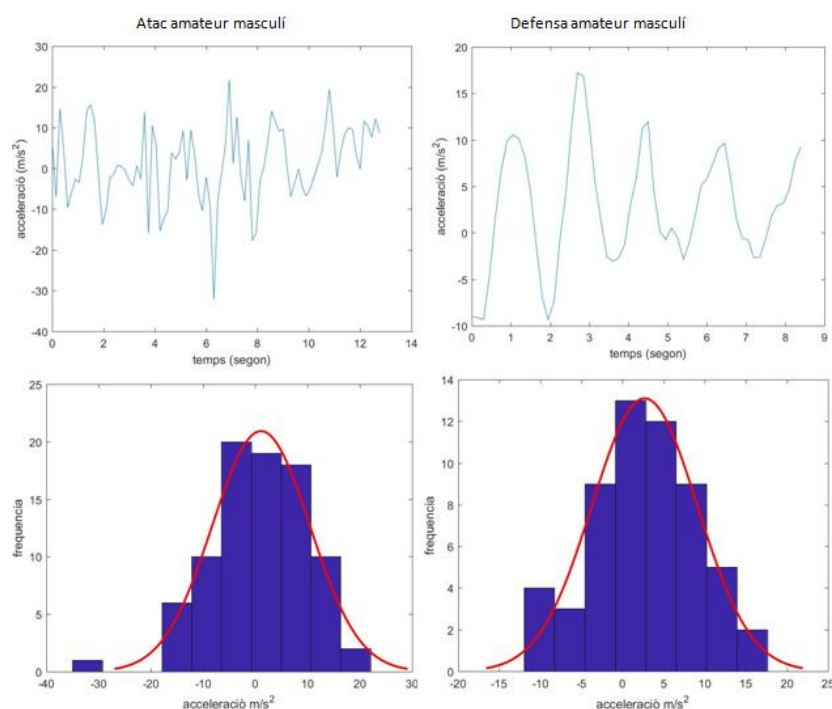 Atac amateur masculí
Defensa amateur masculí
30
20
10
0
-10
-20
-30
-40
acceleració (m/s²)
0 2 4 6 8 10 12 14
temps (segon)
20
15
10
5
0
-5
-10
acceleració (m/s²)
0 1 2 3 4 5 6 7 8 9
temps (segon)
25
20
15
10
5
0
frequencia
-40 -30 -20 -10 0 10 20 30
acceleració m/s²
14
12
10
8
6
4
2
0
frequencia
-20 -15 -10 -5 0 5 10 15 20 25
acceleració m/s²